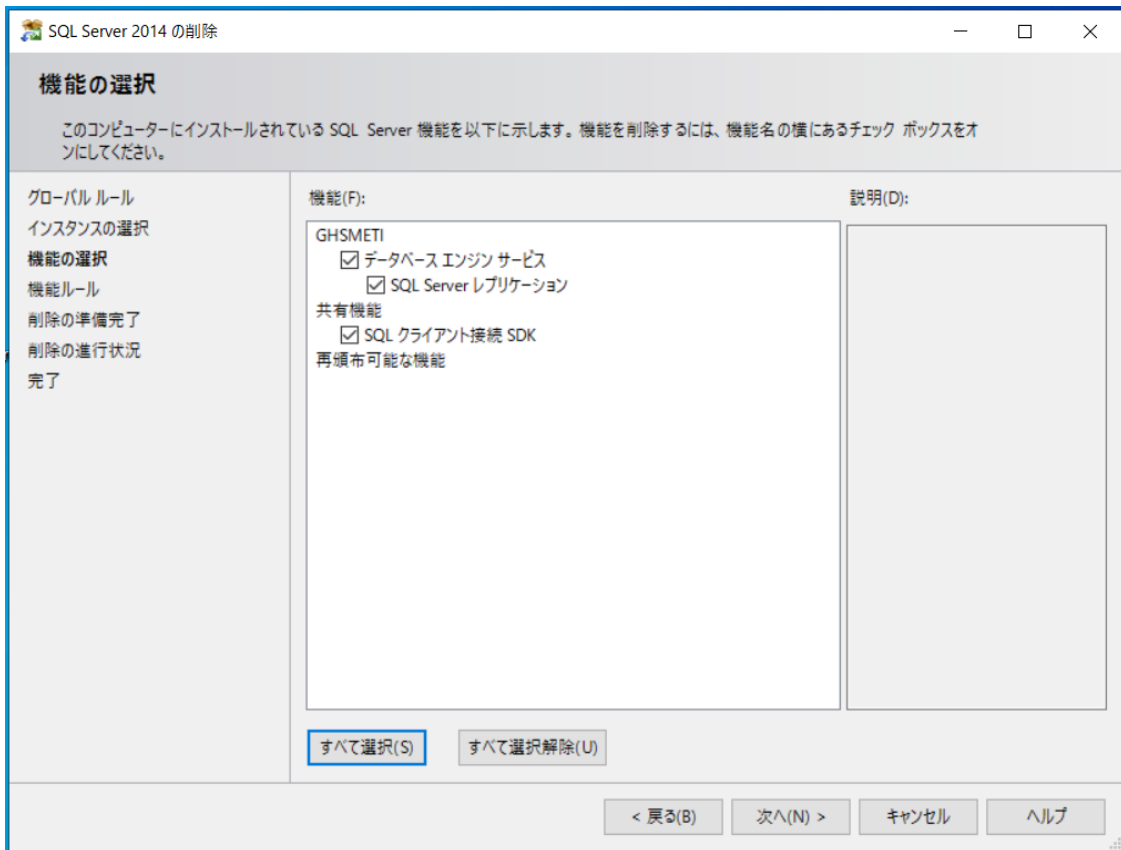 SQL Server 2014 の削除
機能の選択
このコンピューターにインストールされている SQL Server 機能を以下に示します。機能を削除するには、機能名の横にあるチェック ボックスをオ
ンにしてください。
グローバル ルール
インスタンスの選択
機能の選択
機能ルール
削除の準備完了
削除の進行状況
完了
機能(F):
GHSMETI
データベース エンジン サービス
SQL Server レプリケーション
共有機能
SQL クライアント接続 SDK
再頒布可能な機能
説明(D):
すべて選択(S)
すべて選択解除(U)
< 戻る(B)
次へ(N) >
キャンセル
ヘルプ